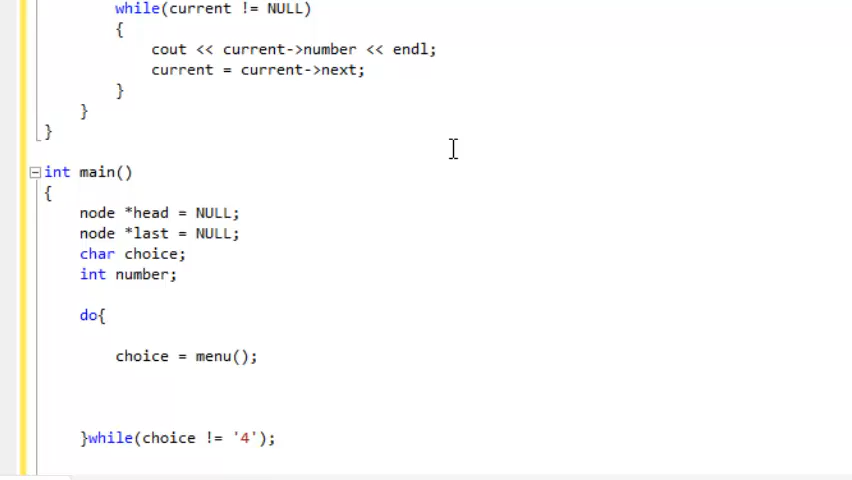 while(current != NULL)
{
cout << current->number << endl;
current = current->next;
}
}
}
int main()
{
node *head = NULL;
node *last = NULL;
char choice;
int number;
do{
choice = menu();
}while(choice != '4');